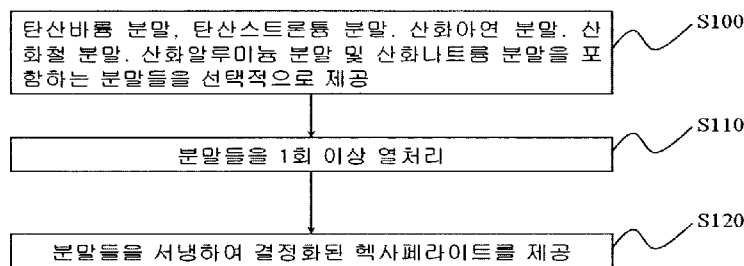 탄산바륨 분말, 탄산스트론튬 분말. 산화아연 분말. 산
화철 분말. 산화알루미늄 분말 및 산화나트륨 분말을 포
함하는 분말들을 선택적으로 제공
S100
분말들을 1회 이상 열처리
S110
분말들을 서냉하여 결정화된 헥사페라이트를 제공
S120